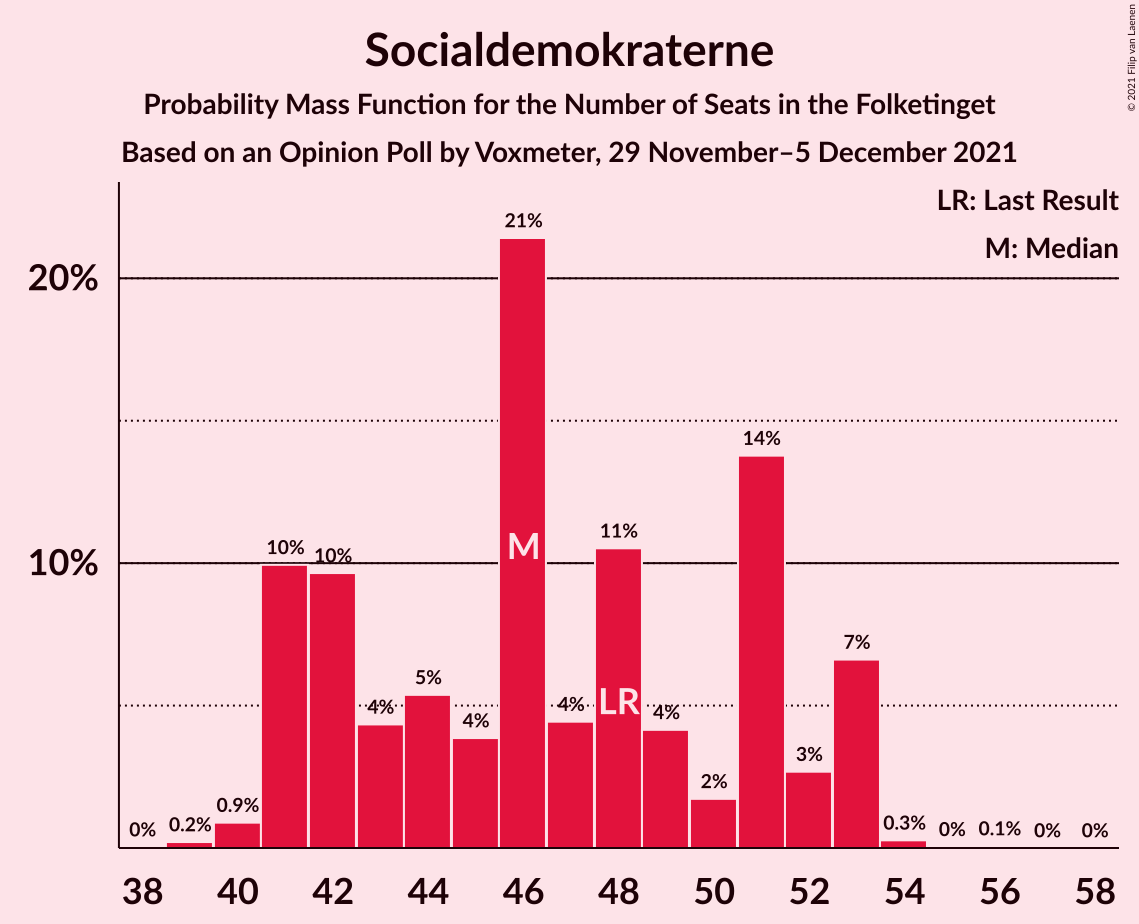 Socialdemokraterne
Probability Mass Function for the Number of Seats in the Folketinget
Based on an Opinion Poll by Voxmeter, 29 November–5 December 2021
© 2021 Filip van Laenen
LR: Last Result
M: Median
20%
10%
0%
0.2%
0.9%
10%
10%
4%
5%
4%
21%
M
4%
11%
LR
4%
2%
14%
3%
7%
0.3%
0%
0.1%
0%
0%
38 40 42 44 46 48 50 52 54 56 58